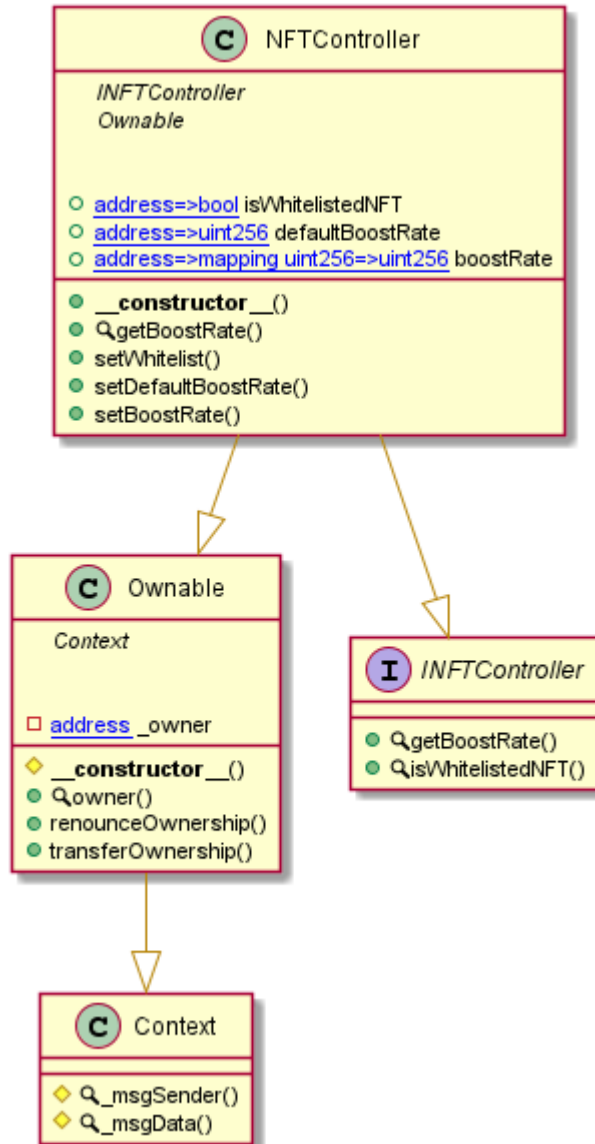 C NFTController
INFTController
Ownable
address=>bool isWhitelistedNFT
address=>uint256 defaultBoostRate
address=>mapping uint256=>uint256 boostRate
__constructor__()
getBoostRate()
setWhitelist()
setDefaultBoostRate()
setBoostRate()
C Ownable
Context
address _owner
__constructor__()
owner()
renounceOwnership()
transferOwnership()
I INFTController
getBoostRate()
isWhitelistedNFT()
C Context
_msgSender()
_msgData()